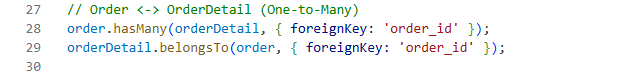 27 // Order <-> OrderDetail (One-to-Many)
28 order.hasMany(orderDetail, { foreignKey: 'order_id' });
29 orderDetail.belongsTo(order, { foreignKey: 'order_id' });
30